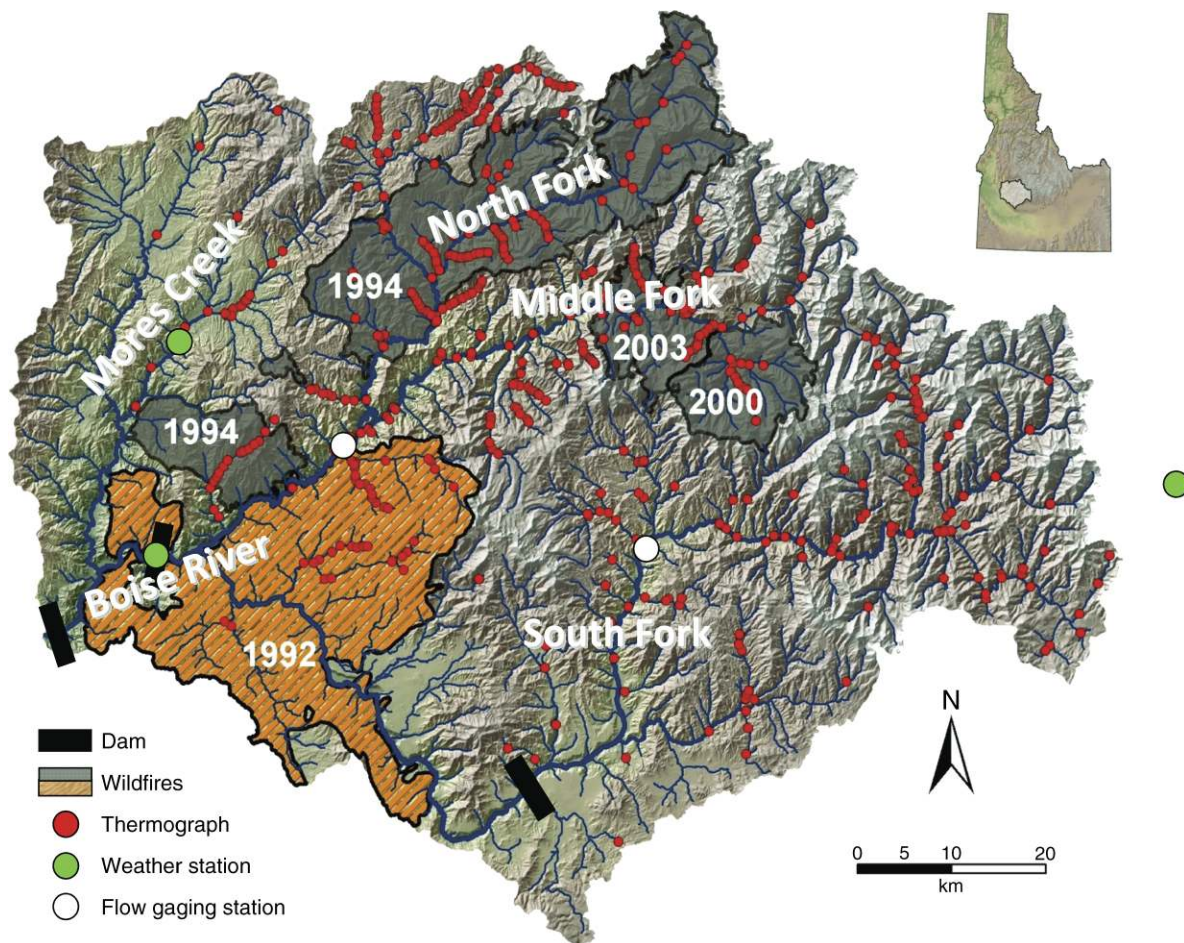 North Fork
Mores Creek
1994
Middle Fork
2003
2000
1994
Boise River
1992
South Fork
N
Dam
Wildfires
Thermograph
Weather station
Flow gaging station
0 5 10 20
km